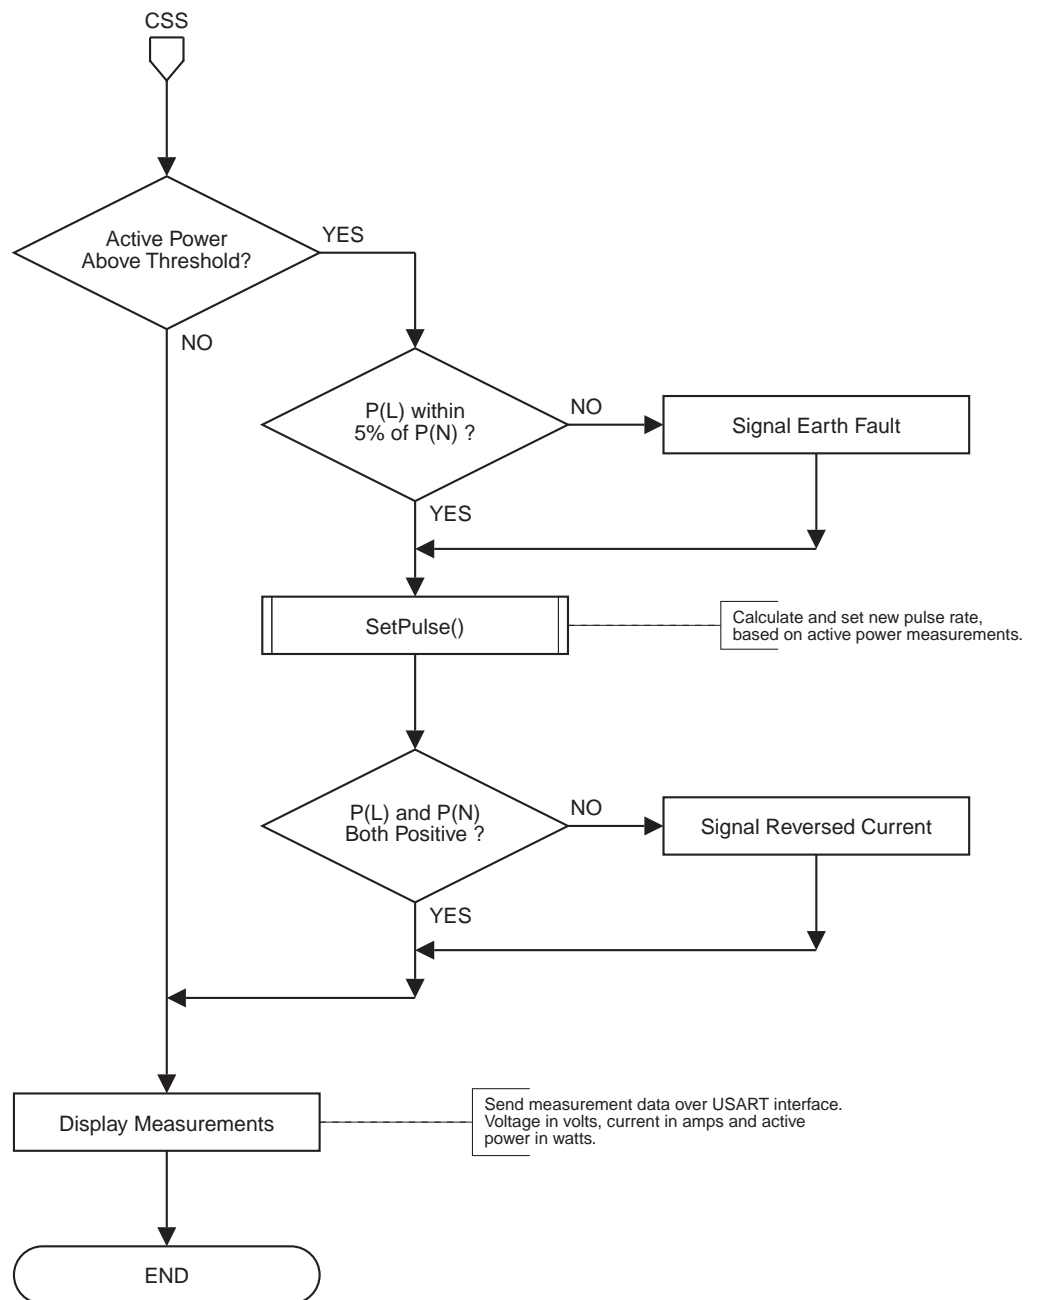 CSS
Active Power
Above Threshold?
YES
NO
P(L) within
5% of P(N) ?
NO
Signal Earth Fault
YES
SetPulse()
Calculate and set new pulse rate,
based on active power measurements.
P(L) and P(N)
Both Positive ?
NO
Signal Reversed Current
YES
Display Measurements
Send measurement data over USART interface.
Voltage in volts, current in amps and active
power in watts.
END